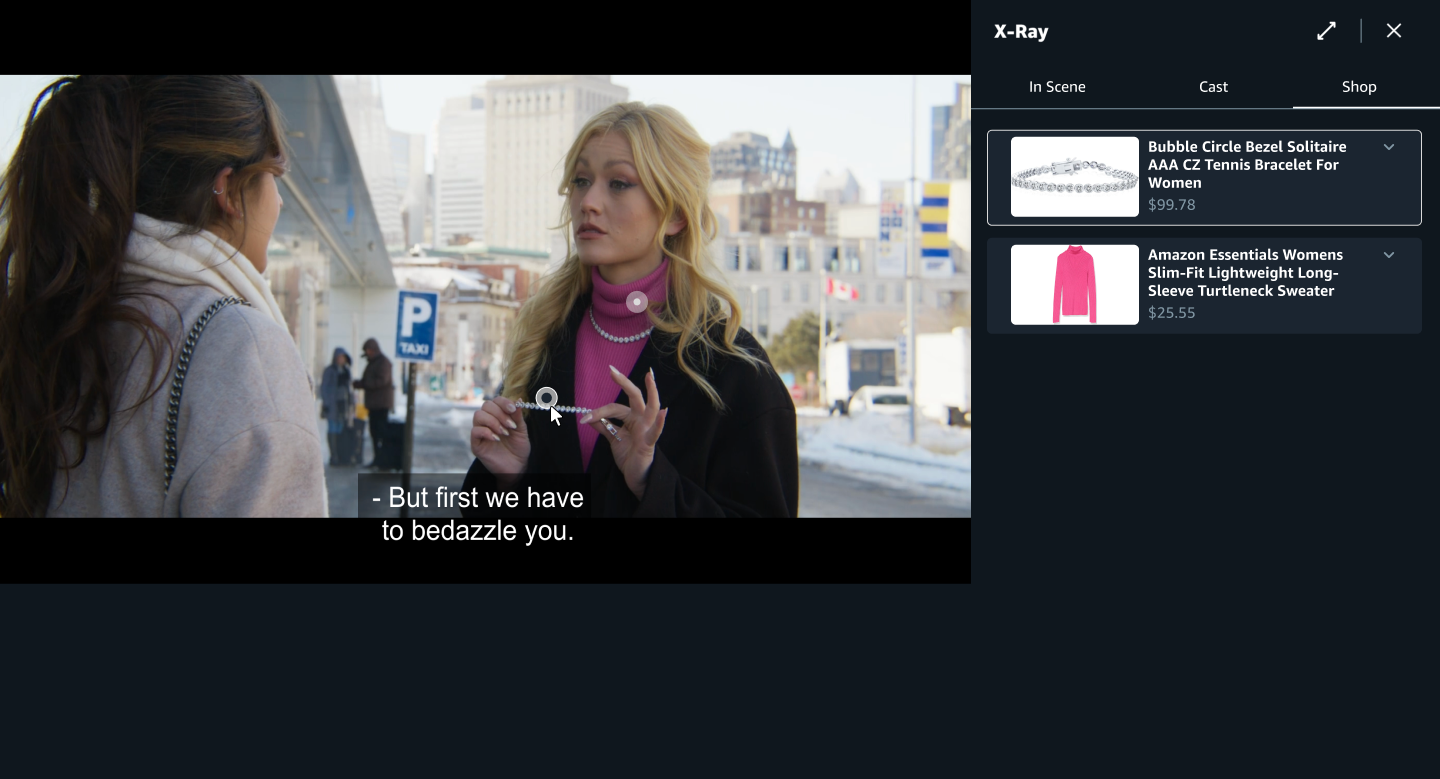 X-Ray
In Scene
Cast
Shop
Bubble Circle Bezel Solitaire
AAA CZ Tennis Bracelet For
Women
$99.78
Amazon Essentials Womens
Slim-Fit Lightweight Long-
Sleeve Turtleneck Sweater
$25.55
P
TAXI
- But first we have
to bedazzle you.